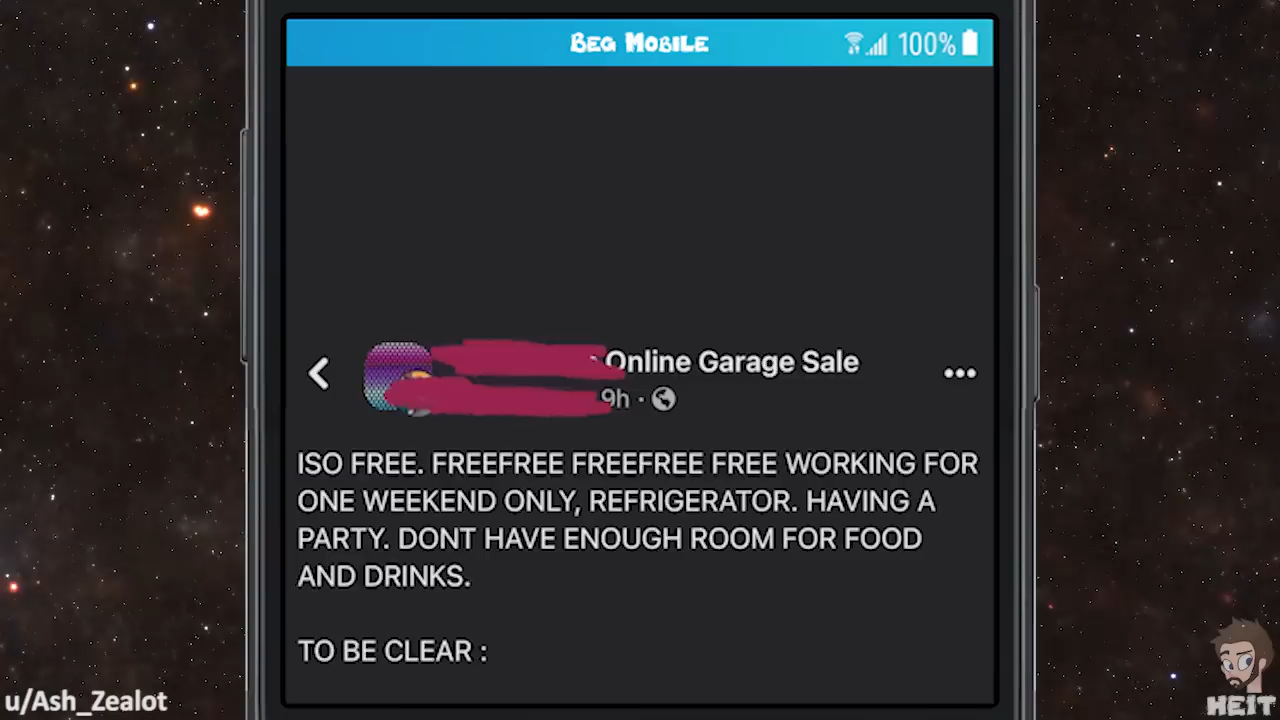 BEG MOBILE
100%
Online Garage Sale
9h ·
ISO FREE. FREEFREE FREEFREE FREE WORKING FOR
ONE WEEKEND ONLY, REFRIGERATOR. HAVING A
PARTY. DONT HAVE ENOUGH ROOM FOR FOOD
AND DRINKS.
TO BE CLEAR :
u/Ash_Zealot
HEIT